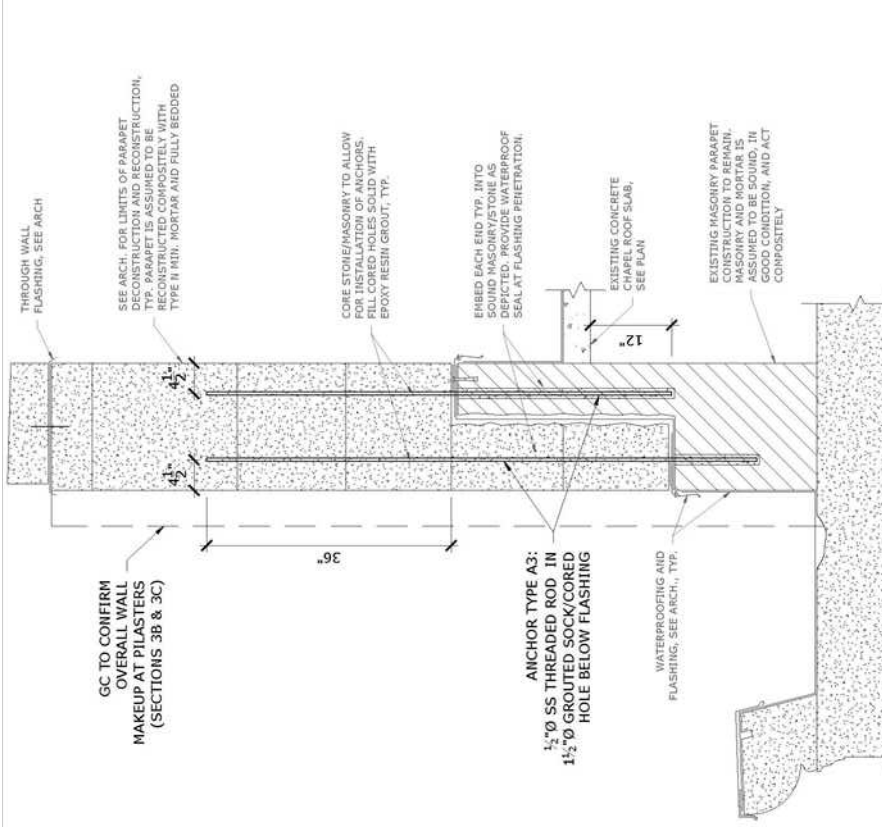 THROUGH WALL
FLASHING, SEE ARCH
SEE ARCH. FOR LIMITS OF PARAPET
DECONSTRUCTION AND RECONSTRUCTION,
TYP. PARAPET IS ASSUMED TO BE
RECONSTRUCTED COMPOSITELY WITH
TYPE N MIN. MORTAR AND FULLY BEDDED
4½"
4½"
GC TO CONFIRM
OVERALL WALL
MAKEUP AT PILASTERS
(SECTIONS 3B & 3C)
36"
CORE STONE/MASONRY TO ALLOW
FOR INSTALLATION OF ANCHORS.
FILL CORED HOLES SOLID WITH
EPOXY RESIN GROUT, TYP.
EMBED EACH END TYP. INTO
SOUND MASONRY/STONE AS
DEPICTED. PROVIDE WATERPROOF
SEAL AT FLASHING PENETRATION.
ANCHOR TYPE A3:
½"Ø SS THREADED ROD IN
1½"Ø GROUTED SOCK/CORED
HOLE BELOW FLASHING
EXISTING CONCRETE
CHAPEL ROOF SLAB,
SEE PLAN
12"
WATERPROOFING AND
FLASHING, SEE ARCH., TYP.
EXISTING MASONRY PARAPET
CONSTRUCTION TO REMAIN.
MASONRY AND MORTAR IS
ASSUMED TO BE SOUND, IN
GOOD CONDITION, AND ACT
COMPOSITELY